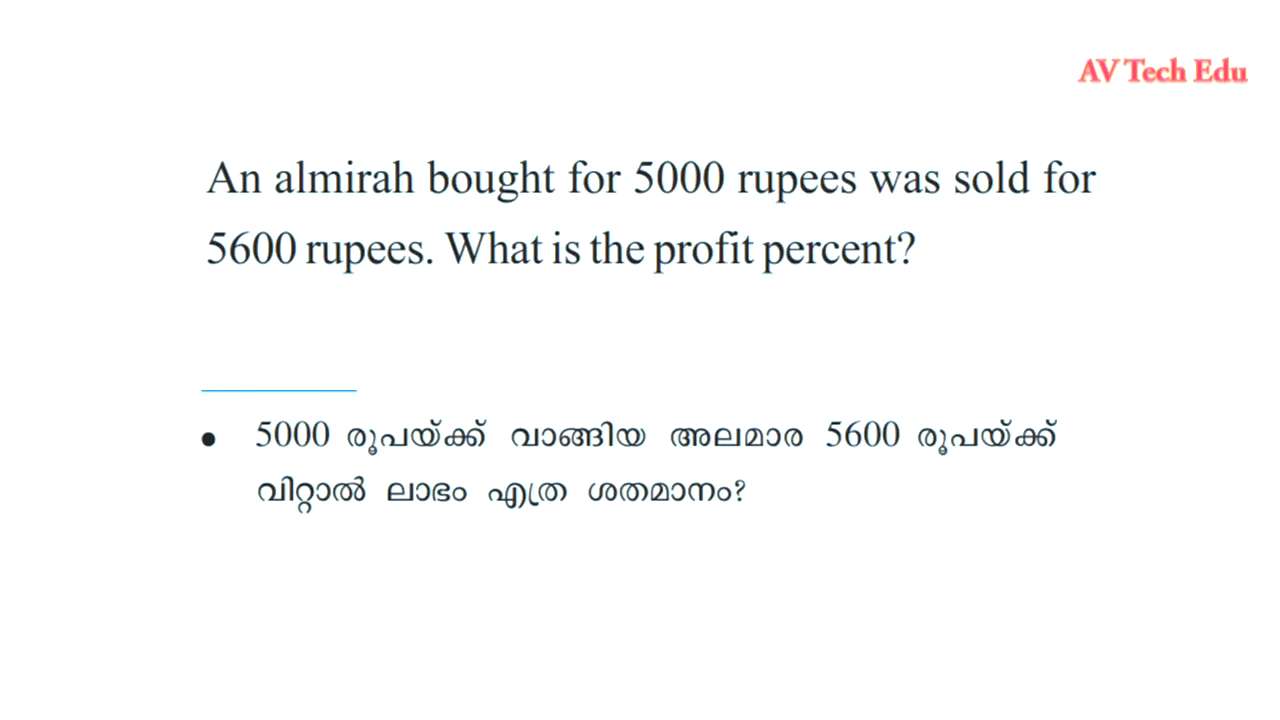 AV Tech Edu
An almirah bought for 5000 rupees was sold for
5600 rupees. What is the profit percent?
• 5000 രൂപയ്ക്ക് വാങ്ങിയ അലമാര 5600 രൂപയ്ക്ക്
വിറ്റാൽ ലാഭം എത്ര ശതമാനം?